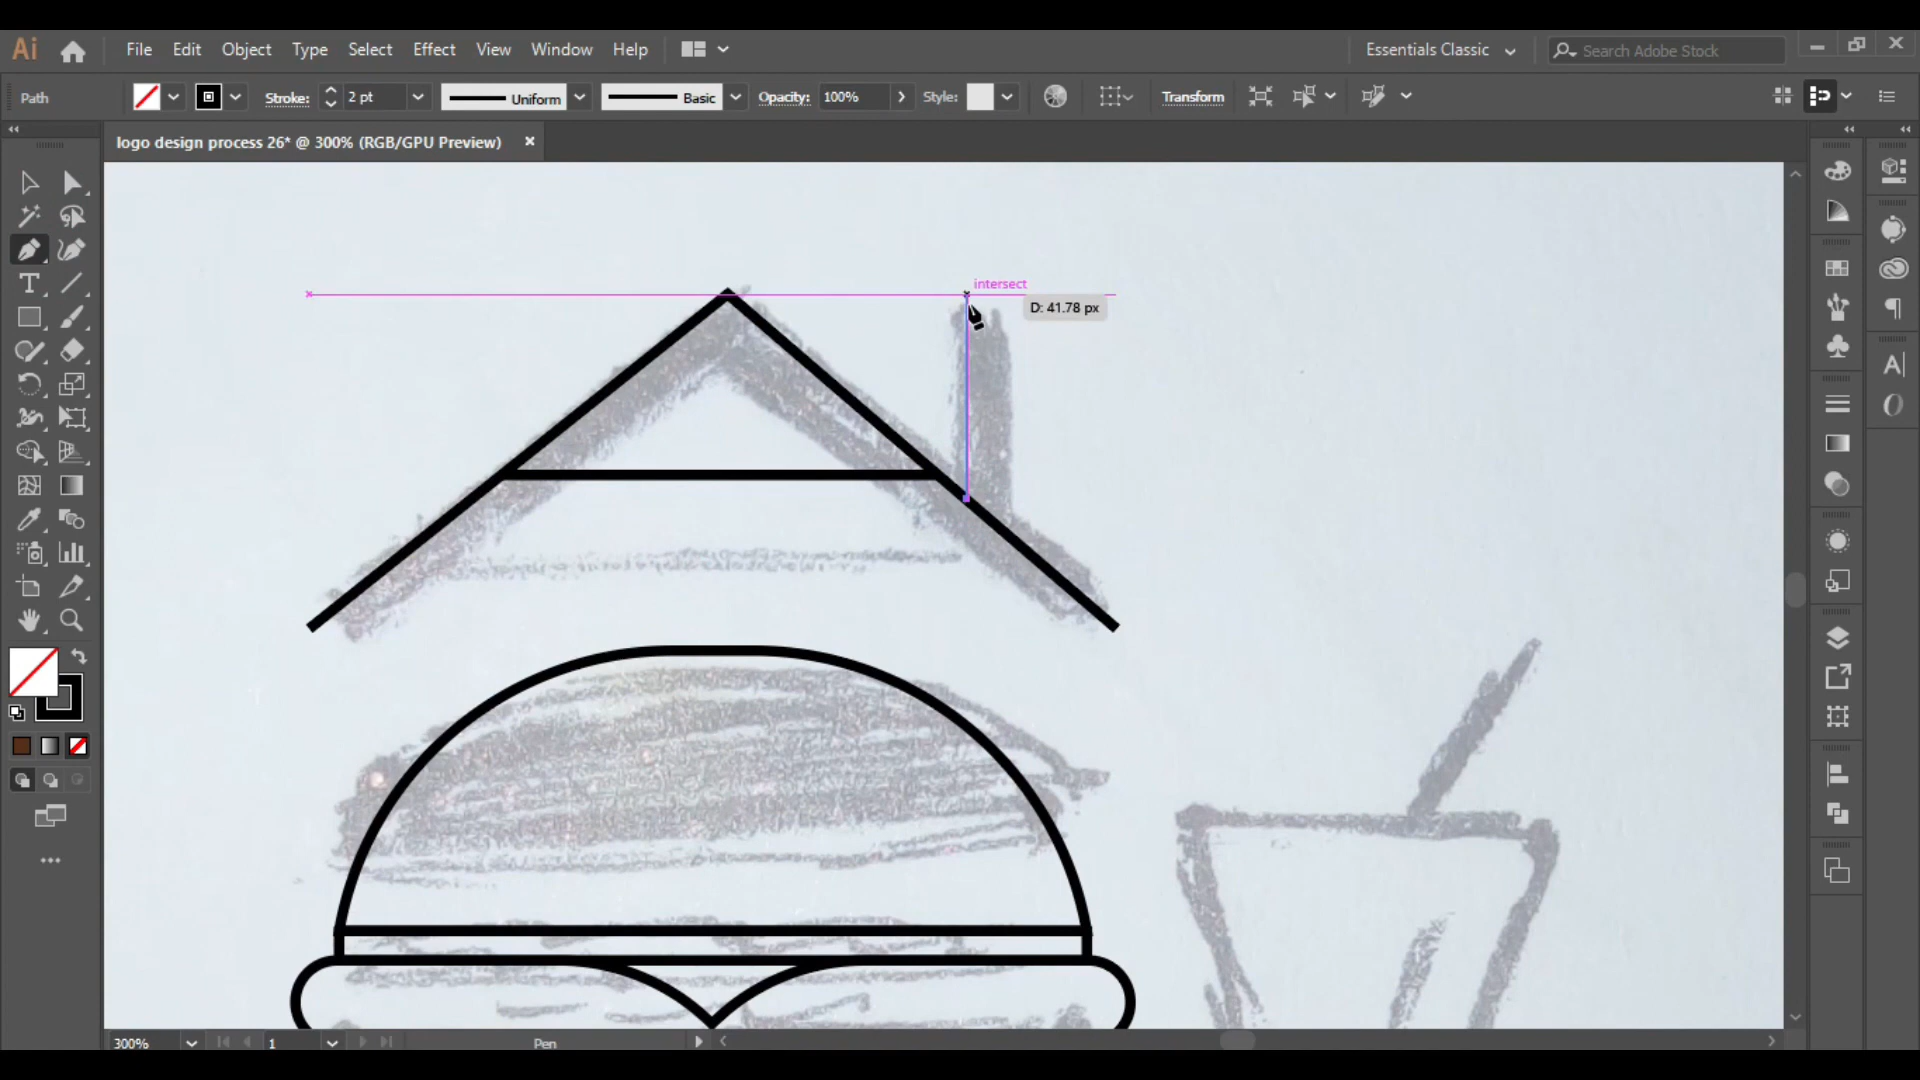 Ai File Edit Object Type Select Effect View Window Help Essentials Classic Search Adobe Stock
Path Stroke: 2 pt Uniform Basic Opacity: 100% Style: Transform
logo design process 26* @ 300% (RGB/GPU Preview) ×
intersect
D: 41.78 px
300% 1 Pen